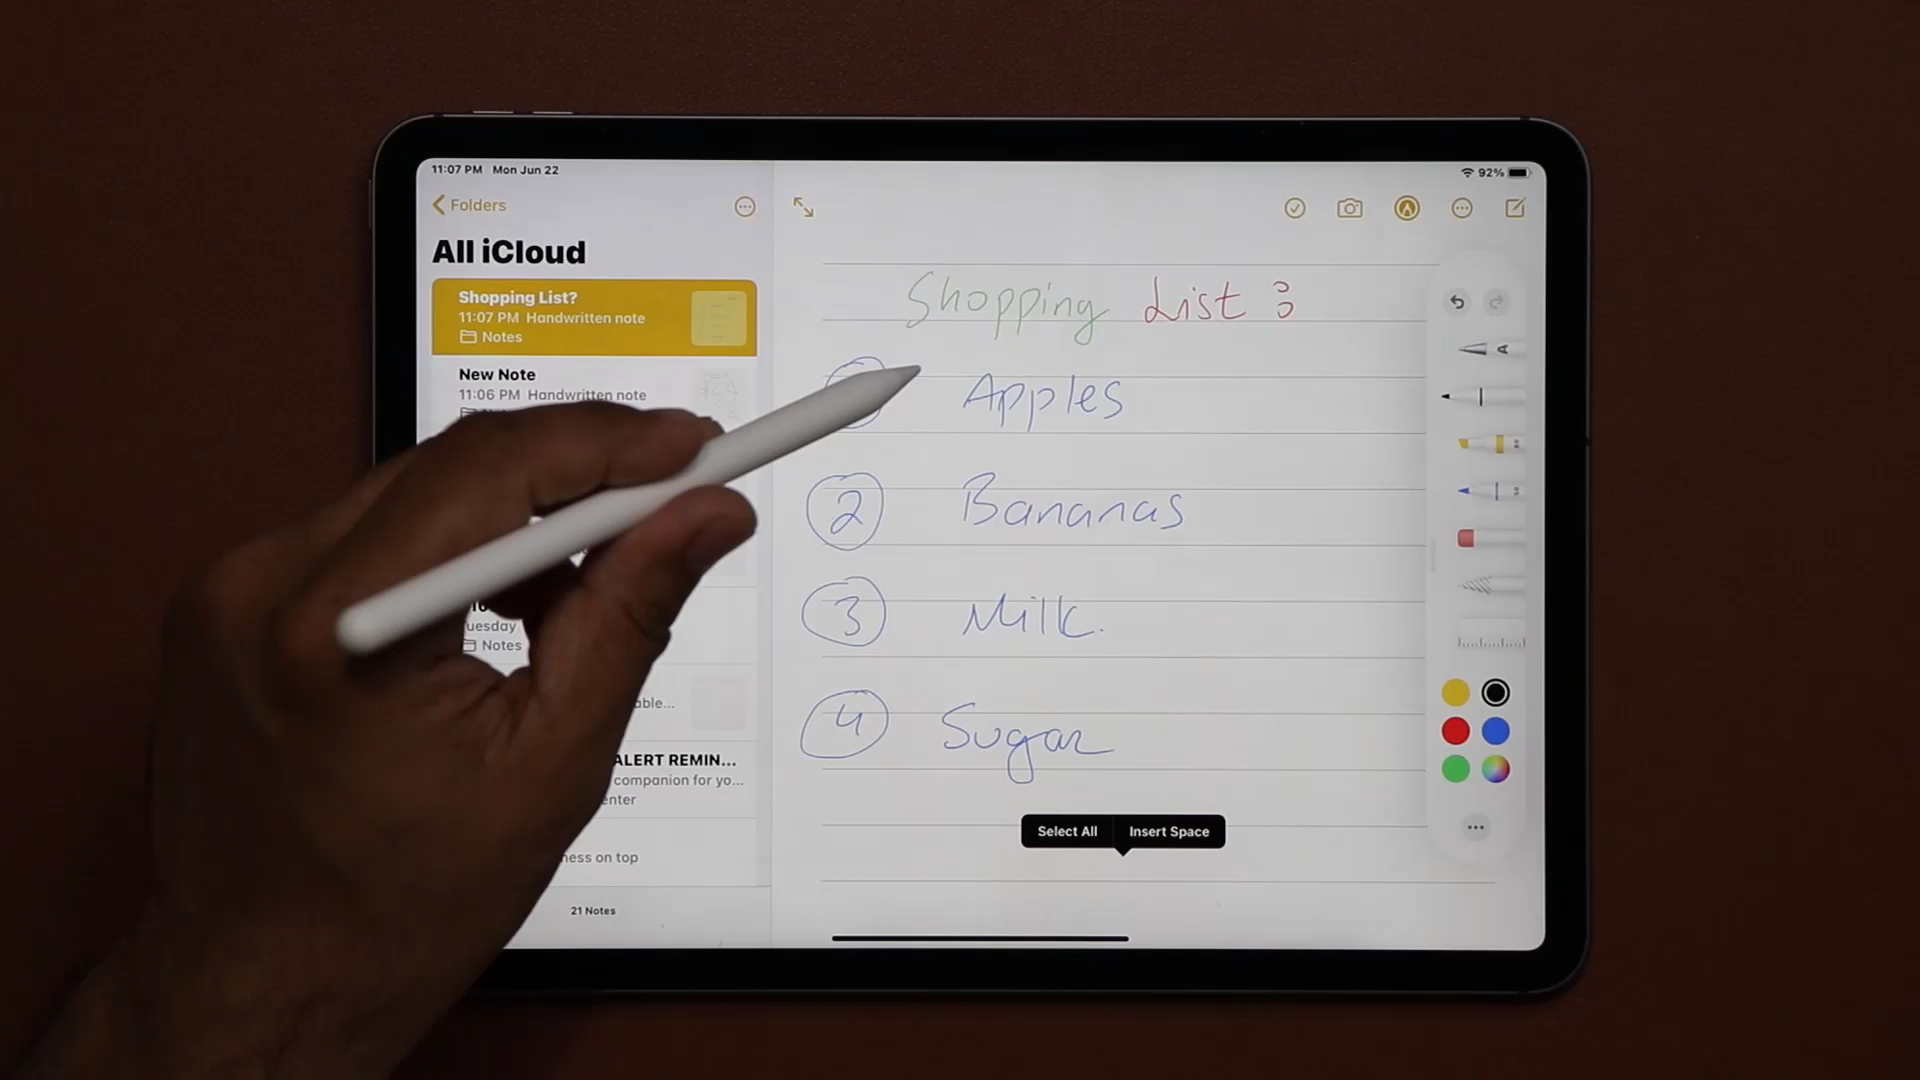 11:07 PM Mon Jun 22
92%
Folders
All iCloud
Shopping List?
11:07 PM Handwritten note
Notes
New Note
11:06 PM Handwritten note
uesday
Notes
able...
ALERT REMIN...
companion for yo...
enter
ness on top
21 Notes
Shopping List :
Apples
2 Bananas
3 Milk.
4 Sugar
Select All Insert Space
A